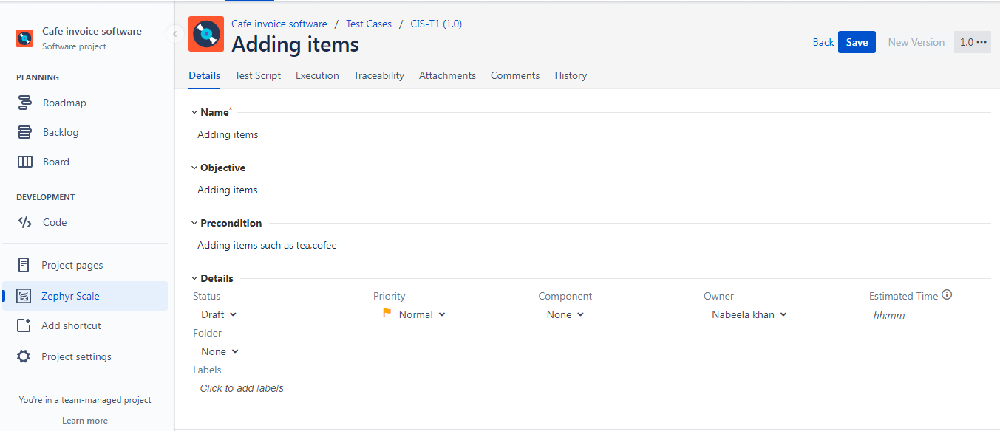 Cafe invoice software
Software project
PLANNING
Roadmap
Backlog
Board
DEVELOPMENT
Code
Project pages
Zephyr Scale
Add shortcut
Project settings
You're in a team-managed project
Learn more
Cafe invoice software / Test Cases / CIS-T1 (1.0)
Adding items
Back Save New Version 1.0 •••
Details Test Script Execution Traceability Attachments Comments History
Name*
Adding items
Objective
Adding items
Precondition
Adding items such as tea,cofee
Details
Status Priority Component Owner Estimated Time
Draft Normal None Nabeela khan hh:mm
Folder
None
Labels
Click to add labels